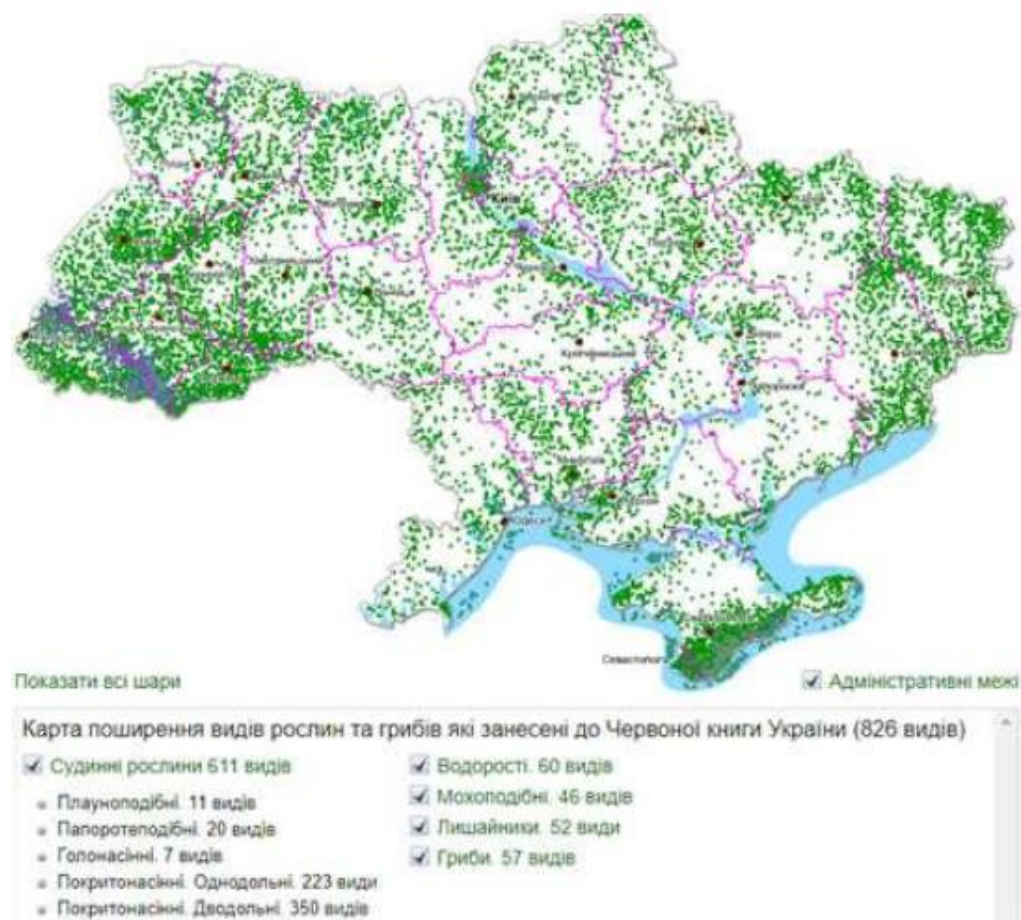 Київ
Одеса
Севастополь
Показати всі шари
Адміністративні межі
Карта поширення видів рослин та грибів які занесені до Червоної книги України (826 видів)
Судинні рослини 611 видів
Плауноподібні. 11 видів
Папоротеподібні. 20 видів
Голонасінні. 7 видів
Покритонасінні. Однодольні. 223 види
Покритонасінні. Дводольні. 350 видів
Водорості. 60 видів
Мохоподібні. 46 видів
Лишайники. 52 види
Гриби. 57 видів